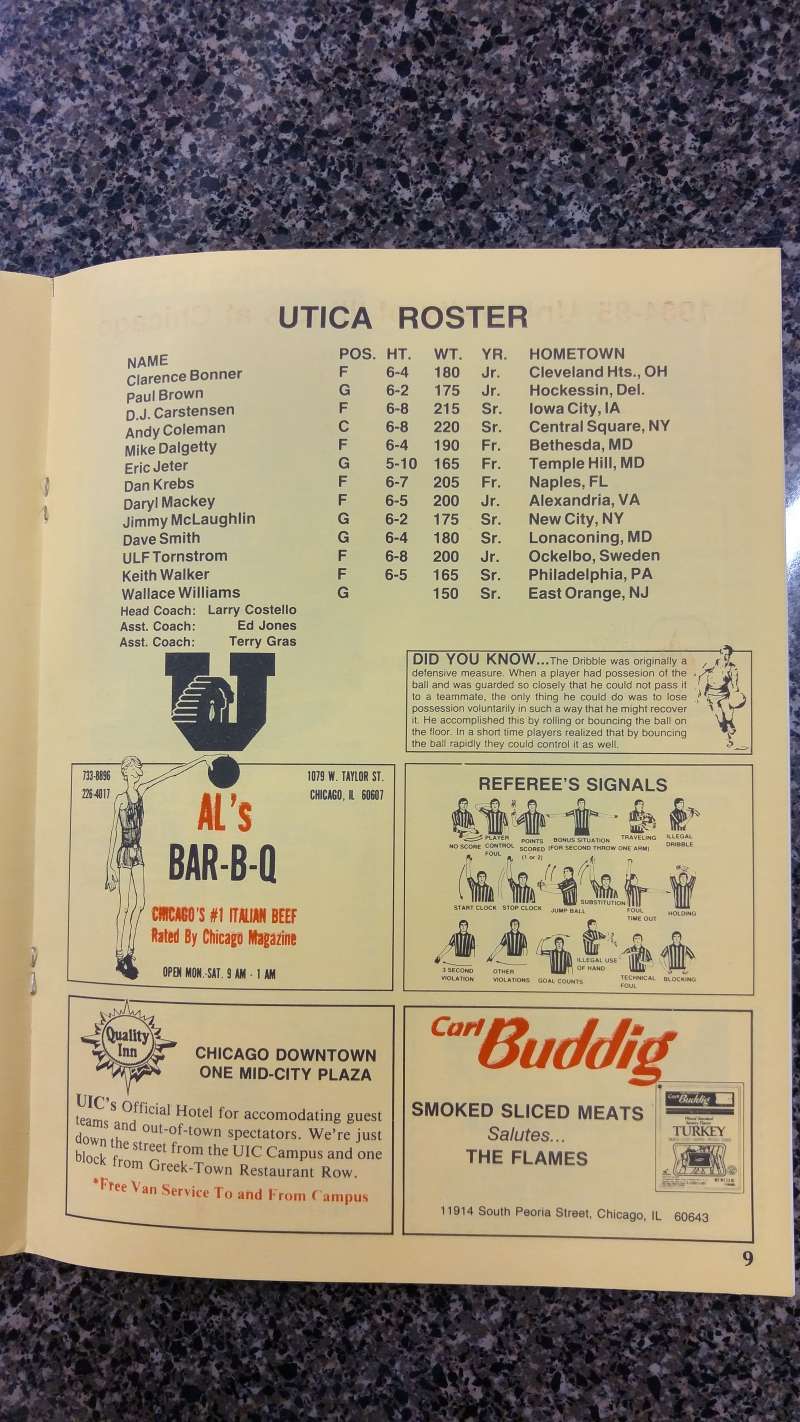 UTICA ROSTER
NAME POS. HT. WT. YR. HOMETOWN
Clarence Bonner F 6-4 180 Jr. Cleveland Hts., OH
Paul Brown G 6-2 175 Jr. Hockessin, Del.
D.J. Carstensen F 6-8 215 Sr. Iowa City, IA
Andy Coleman C 6-8 220 Sr. Central Square, NY
Mike Dalgetty F 6-4 190 Fr. Bethesda, MD
Eric Jeter G 5-10 165 Fr. Temple Hill, MD
Dan Krebs F 6-7 205 Fr. Naples, FL
Daryl Mackey F 6-5 200 Jr. Alexandria, VA
Jimmy McLaughlin G 6-2 175 Sr. New City, NY
Dave Smith G 6-4 180 Sr. Lonaconing, MD
ULF Tornstrom F 6-8 200 Jr. Ockelbo, Sweden
Keith Walker F 6-5 165 Sr. Philadelphia, PA
Wallace Williams G 150 Sr. East Orange, NJ
Head Coach: Larry Costello
Asst. Coach: Ed Jones
Asst. Coach: Terry Gras
U
DID YOU KNOW...The Dribble was originally a
defensive measure. When a player had possesion of the
ball and was guarded so closely that he could not pass it
to a teammate, the only thing he could do was to lose
possession voluntarily in such a way that he might recover
it. He accomplished this by rolling or bouncing the ball on
the floor. In a short time players realized that by bouncing
the ball rapidly they could control it as well.
733-8896
226-4017
1079 W. TAYLOR ST.
CHICAGO, IL 60607
AL's
BAR-B-Q
CHICAGO'S #1 ITALIAN BEEF
Rated By Chicago Magazine
OPEN MON.-SAT. 9 AM - 1 AM
REFEREE'S SIGNALS
NO SCORE
PLAYER
CONTROL
FOUL
POINTS
SCORED
(1 or 2)
BONUS SITUATION
(FOR SECOND THROW ONE ARM)
TRAVELING
ILLEGAL
DRIBBLE
START CLOCK
STOP CLOCK
JUMP BALL
SUBSTITUTION
FOUL
TIME OUT
HOLDING
3 SECOND
VIOLATION
OTHER
VIOLATIONS
GOAL COUNTS
ILLEGAL USE
OF HAND
TECHNICAL
FOUL
BLOCKING
Quality
Inn
CHICAGO DOWNTOWN
ONE MID-CITY PLAZA
UIC's Official Hotel for accomodating guest
teams and out-of-town spectators. We're just
down the street from the UIC Campus and one
block from Greek-Town Restaurant Row.
*Free Van Service To and From Campus
Carl Buddig
SMOKED SLICED MEATS
Salutes...
THE FLAMES
Carl Buddig
TURKEY
11914 South Peoria Street, Chicago, IL 60643
9